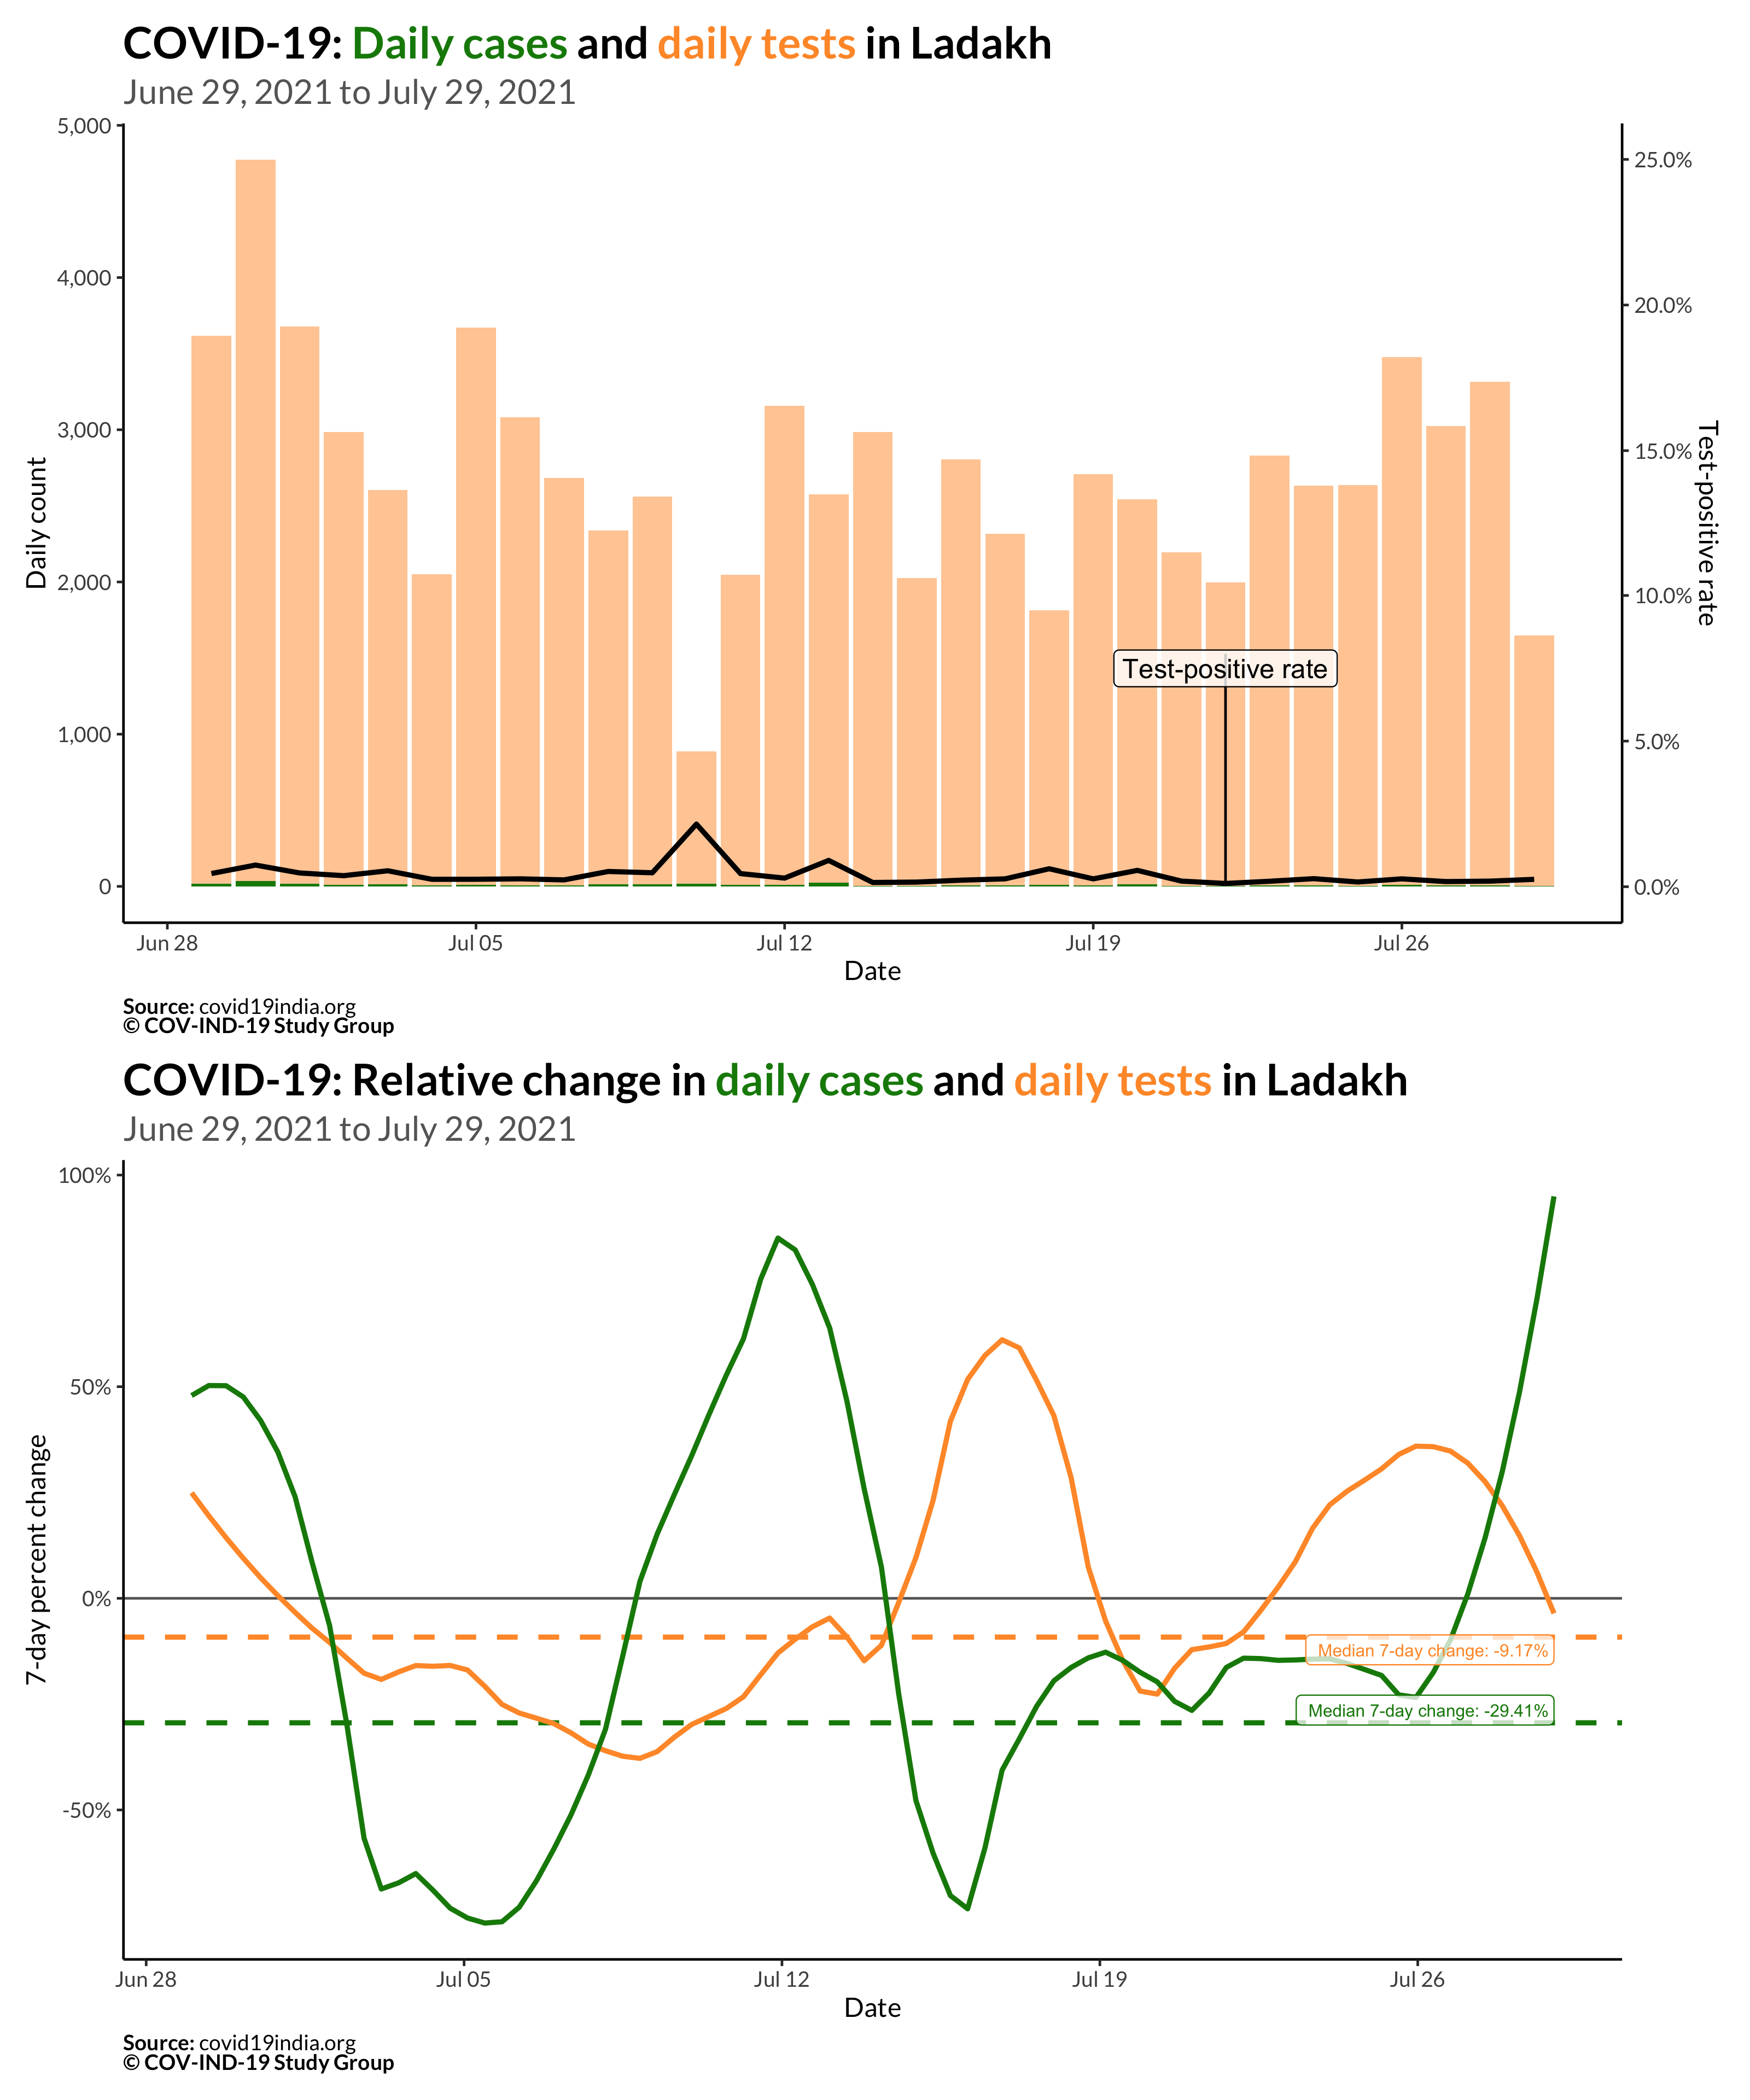 COVID-19: Daily cases and daily tests in Ladakh
June 29, 2021 to July 29, 2021
5,000
4,000
3,000
2,000
1,000
0
Daily count
25.0%
20.0%
15.0%
10.0%
5.0%
0.0%
Test-positive rate
Test-positive rate
Jun 28
Jul 05
Jul 12
Jul 19
Jul 26
Date
Source: covid19india.org
© COV-IND-19 Study Group
COVID-19: Relative change in daily cases and daily tests in Ladakh
June 29, 2021 to July 29, 2021
100%
50%
0%
-50%
7-day percent change
Median 7-day change: -9.17%
Median 7-day change: -29.41%
Jun 28
Jul 05
Jul 12
Jul 19
Jul 26
Date
Source: covid19india.org
© COV-IND-19 Study Group